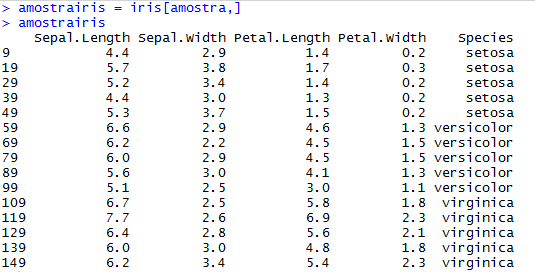 > amostrairis = iris[amostra,]
> amostrairis
    Sepal.Length Sepal.Width Petal.Length Petal.Width    Species
9            4.4         2.9          1.4         0.2     setosa
19           5.7         3.8          1.7         0.3     setosa
29           5.2         3.4          1.4         0.2     setosa
39           4.4         3.0          1.3         0.2     setosa
49           5.3         3.7          1.5         0.2     setosa
59           6.6         2.9          4.6         1.3 versicolor
69           6.2         2.2          4.5         1.5 versicolor
79           6.0         2.9          4.5         1.5 versicolor
89           5.6         3.0          4.1         1.3 versicolor
99           5.1         2.5          3.0         1.1 versicolor
109          6.7         2.5          5.8         1.8  virginica
119          7.7         2.6          6.9         2.3  virginica
129          6.4         2.8          5.6         2.1  virginica
139          6.0         3.0          4.8         1.8  virginica
149          6.2         3.4          5.4         2.3  virginica